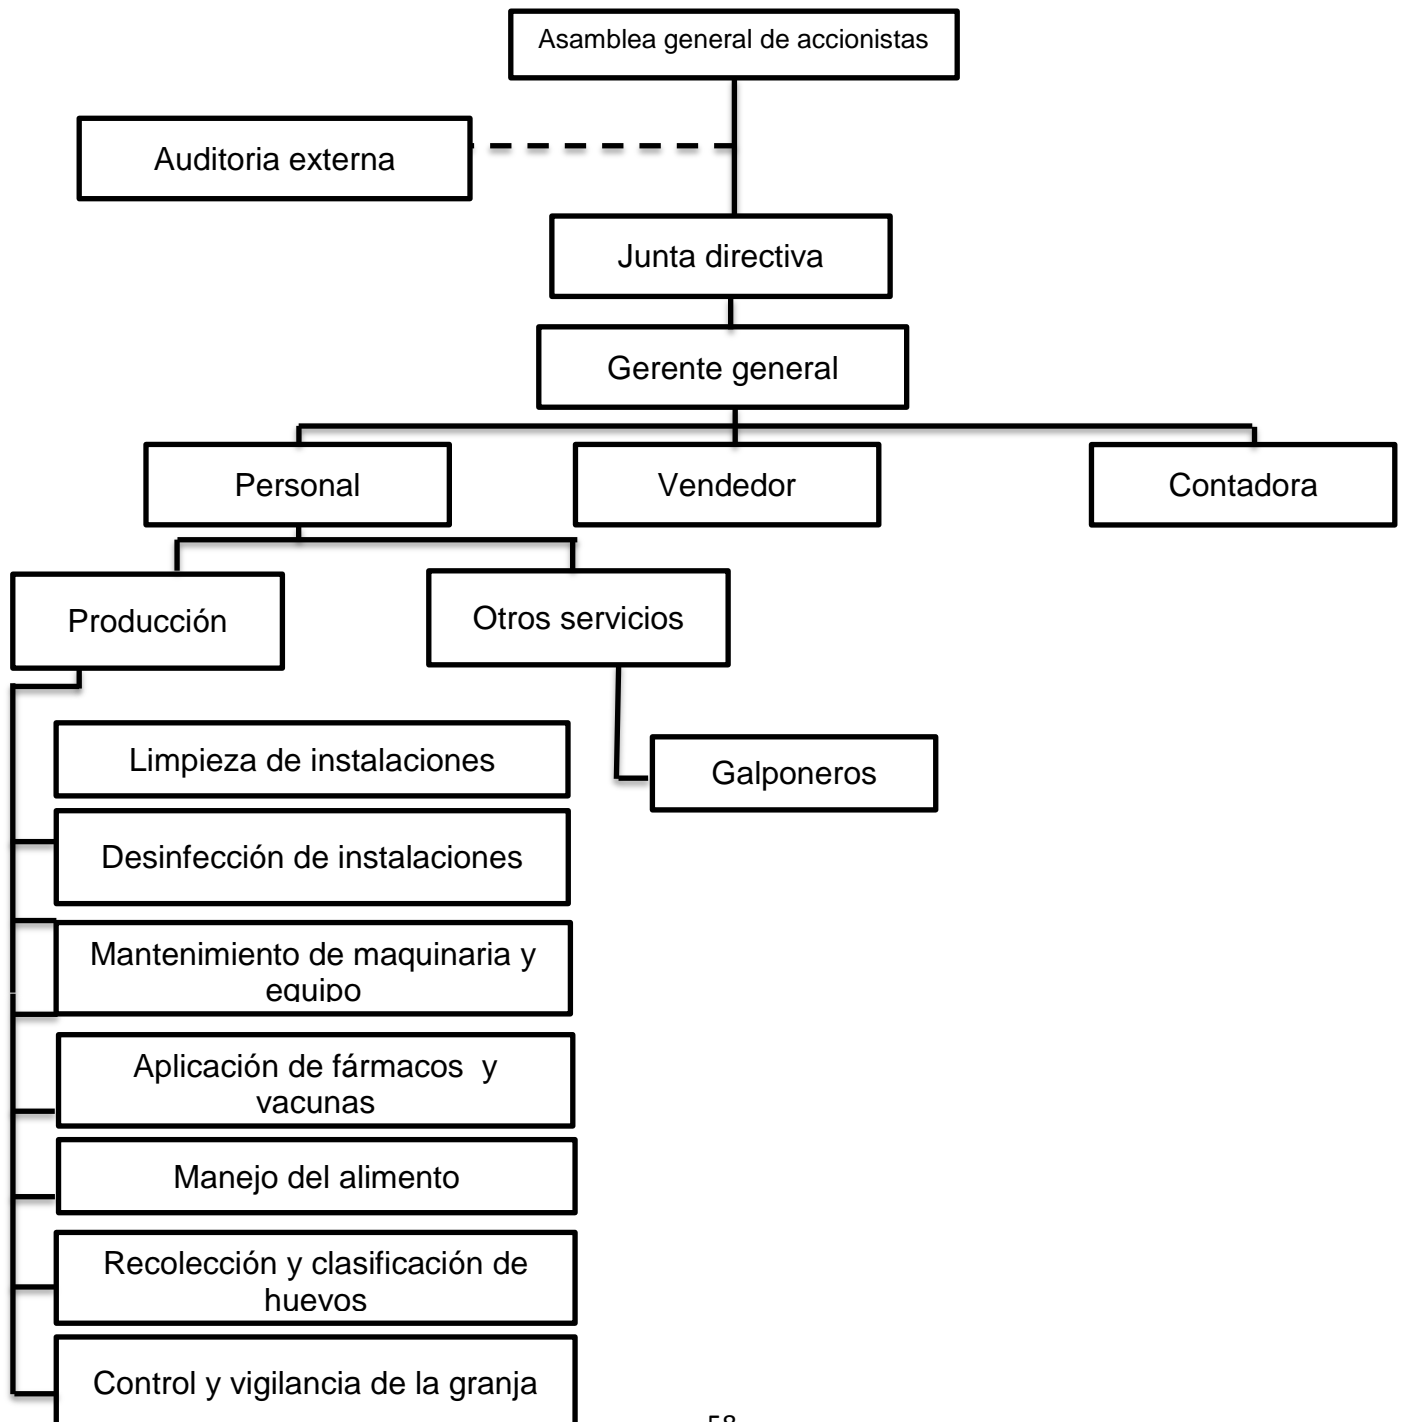 Asamblea general de accionistas
Auditoria externa
Junta directiva
Gerente general
Personal
Vendedor
Contadora
Producción
Otros servicios
Limpieza de instalaciones
Galponeros
Desinfección de instalaciones
Mantenimiento de maquinaria y
equipo
Aplicación de fármacos y
vacunas
Manejo del alimento
Recolección y clasificación de
huevos
Control y vigilancia de la granja
58